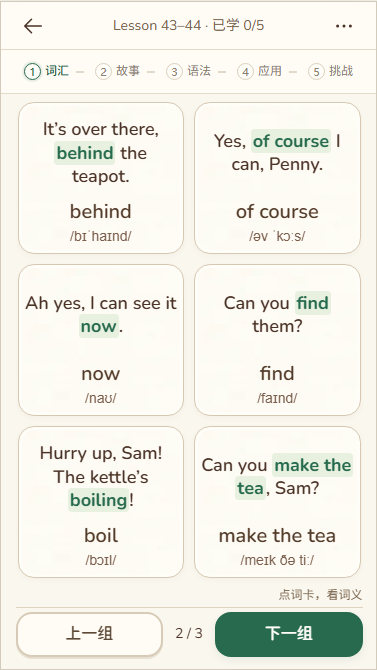 Lesson 43–44 · 已学 0/5
1 词汇 – 2 故事 – 3 语法 – 4 应用 – 5 挑战
It’s over there,
behind the
teapot.
behind
/bɪˈhaɪnd/
Yes, of course I
can, Penny.
of course
/əv ˈkɔːs/
Ah yes, I can see it
now.
now
/naʊ/
Can you find
them?
find
/faɪnd/
Hurry up, Sam!
The kettle’s
boiling!
boil
/bɔɪl/
Can you make the
tea, Sam?
make the tea
/meɪk ðə tiː/
点词卡，看词义
上一组 2 / 3 下一组